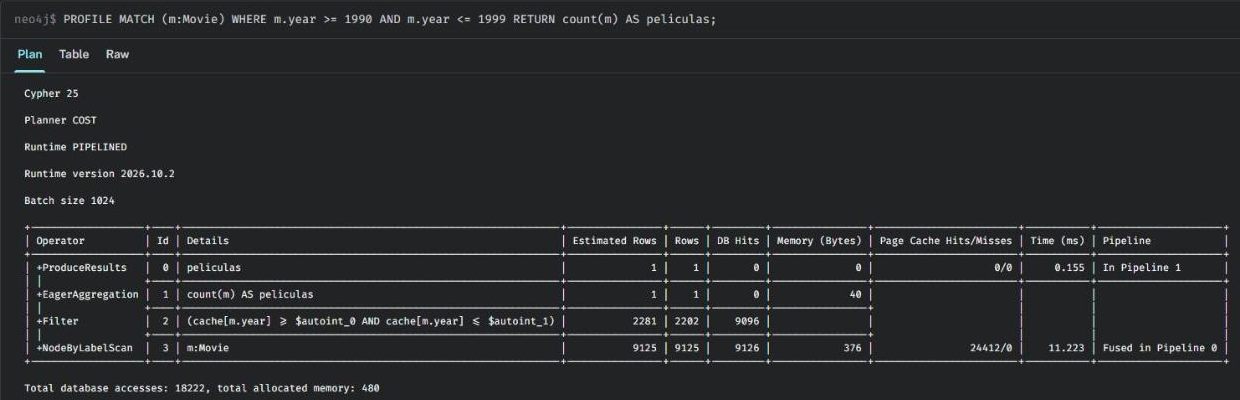 neo4j$ PROFILE MATCH (m:Movie) WHERE m.year >= 1990 AND m.year <= 1999 RETURN count(m) AS peliculas;
Plan Table Raw
Cypher 25
Planner COST
Runtime PIPELINED
Runtime version 2026.10.2
Batch size 1024
| Operator | Id | Details | Estimated Rows | Rows | DB Hits | Memory (Bytes) | Page Cache Hits/Misses | Time (ms) | Pipeline |
| +ProduceResults | 0 | peliculas | 1 | 1 | 0 | 0 | 0/0 | 0.155 | In Pipeline 1 |
| +EagerAggregation | 1 | count(m) AS peliculas | 1 | 1 | 0 | 40 | | | |
| +Filter | 2 | (cache[m.year] ⩾ $autoint_0 AND cache[m.year] ⩽ $autoint_1) | 2281 | 2202 | 9096 | | | | |
| +NodeByLabelScan | 3 | m:Movie | 9125 | 9125 | 9126 | 376 | 24412/0 | 11.223 | Fused in Pipeline 0 |
Total database accesses: 18222, total allocated memory: 480